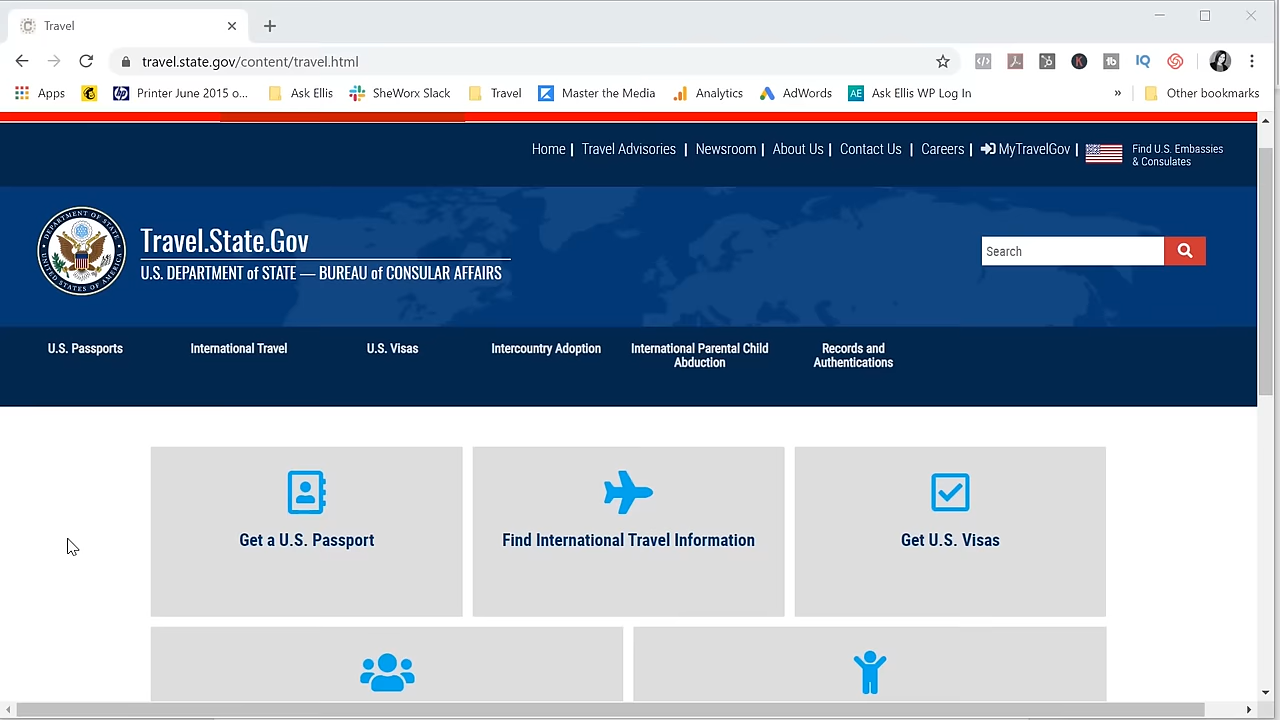 Travel
travel.state.gov/content/travel.html
Apps
Printer June 2015 o...
Ask Ellis
SheWorx Slack
Travel
Master the Media
Analytics
AdWords
AE
Ask Ellis WP Log In
»
Other bookmarks
Home | Travel Advisories | Newsroom | About Us | Contact Us | Careers | MyTravelGov |
Find U.S. Embassies
& Consulates
Travel.State.Gov
U.S. DEPARTMENT of STATE — BUREAU of CONSULAR AFFAIRS
Search
U.S. Passports
International Travel
U.S. Visas
Intercountry Adoption
International Parental Child
Abduction
Records and
Authentications
Get a U.S. Passport
Find International Travel Information
Get U.S. Visas